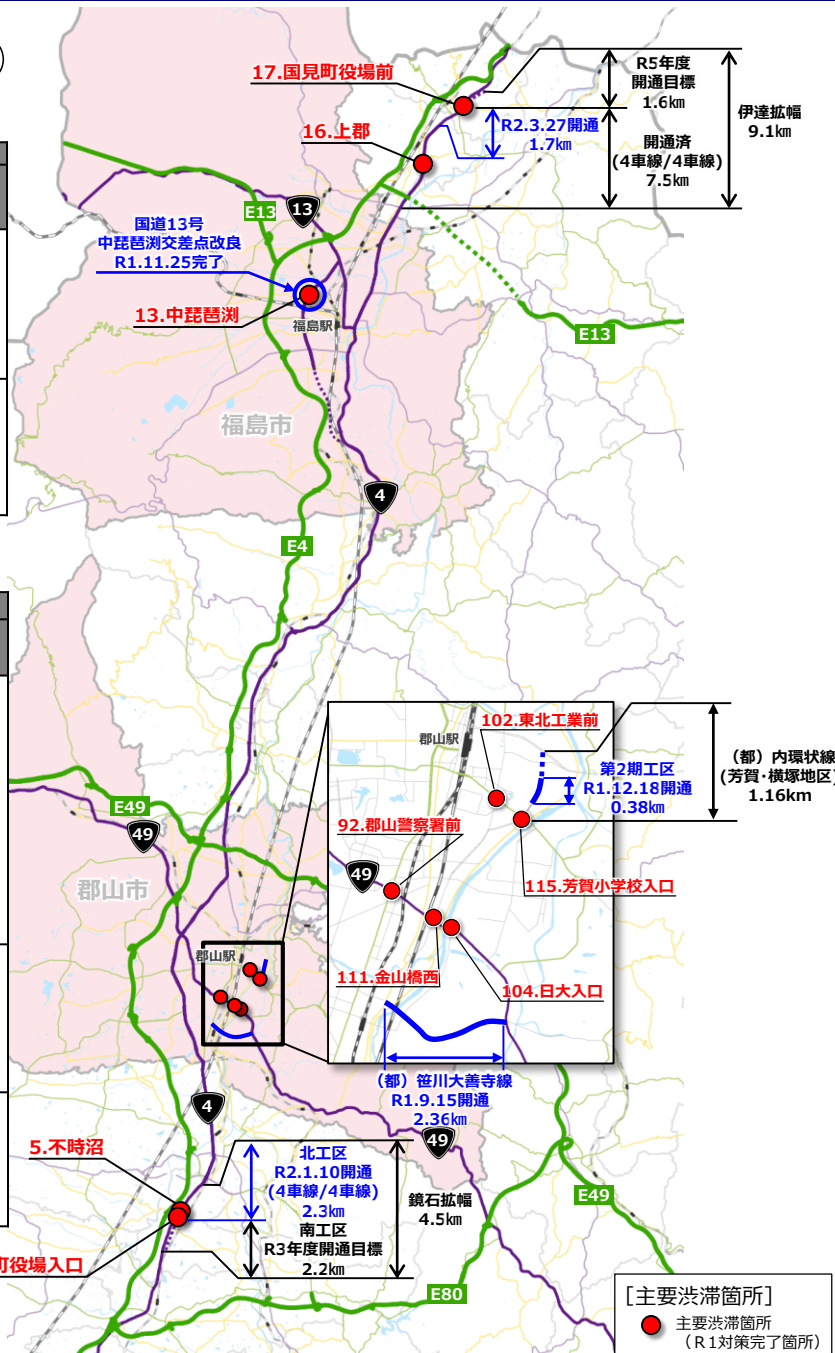 17.国見町役場前
R5年度
開通目標
1.6km
伊達拡幅
9.1km
R2.3.27開通
1.7km
16.上郡
開通済
(4車線/4車線)
7.5km
E13
13
国道13号
中琵琶渕交差点改良
R1.11.25完了
13.中琵琶渕
福島駅
E13
福島市
4
E4
102.東北工業前
郡山駅
(都)内環状線
(芳賀・横塚地区)
1.16km
第2期工区
R1.12.18開通
0.38km
92.郡山警察署前
49
115.芳賀小学校入口
111.金山橋西
104.日大入口
(都)笹川大善寺線
R1.9.15開通
2.36km
E49
49
郡山市
郡山駅
4
49
5.不時沼
北工区
R2.1.10開通
(4車線/4車線)
2.3km
鏡石拡幅
4.5km
南工区
R3年度開通目標
2.2km
町役場入口
E49
E80
[主要渋滞箇所]
主要渋滞箇所
(R1対策完了箇所)